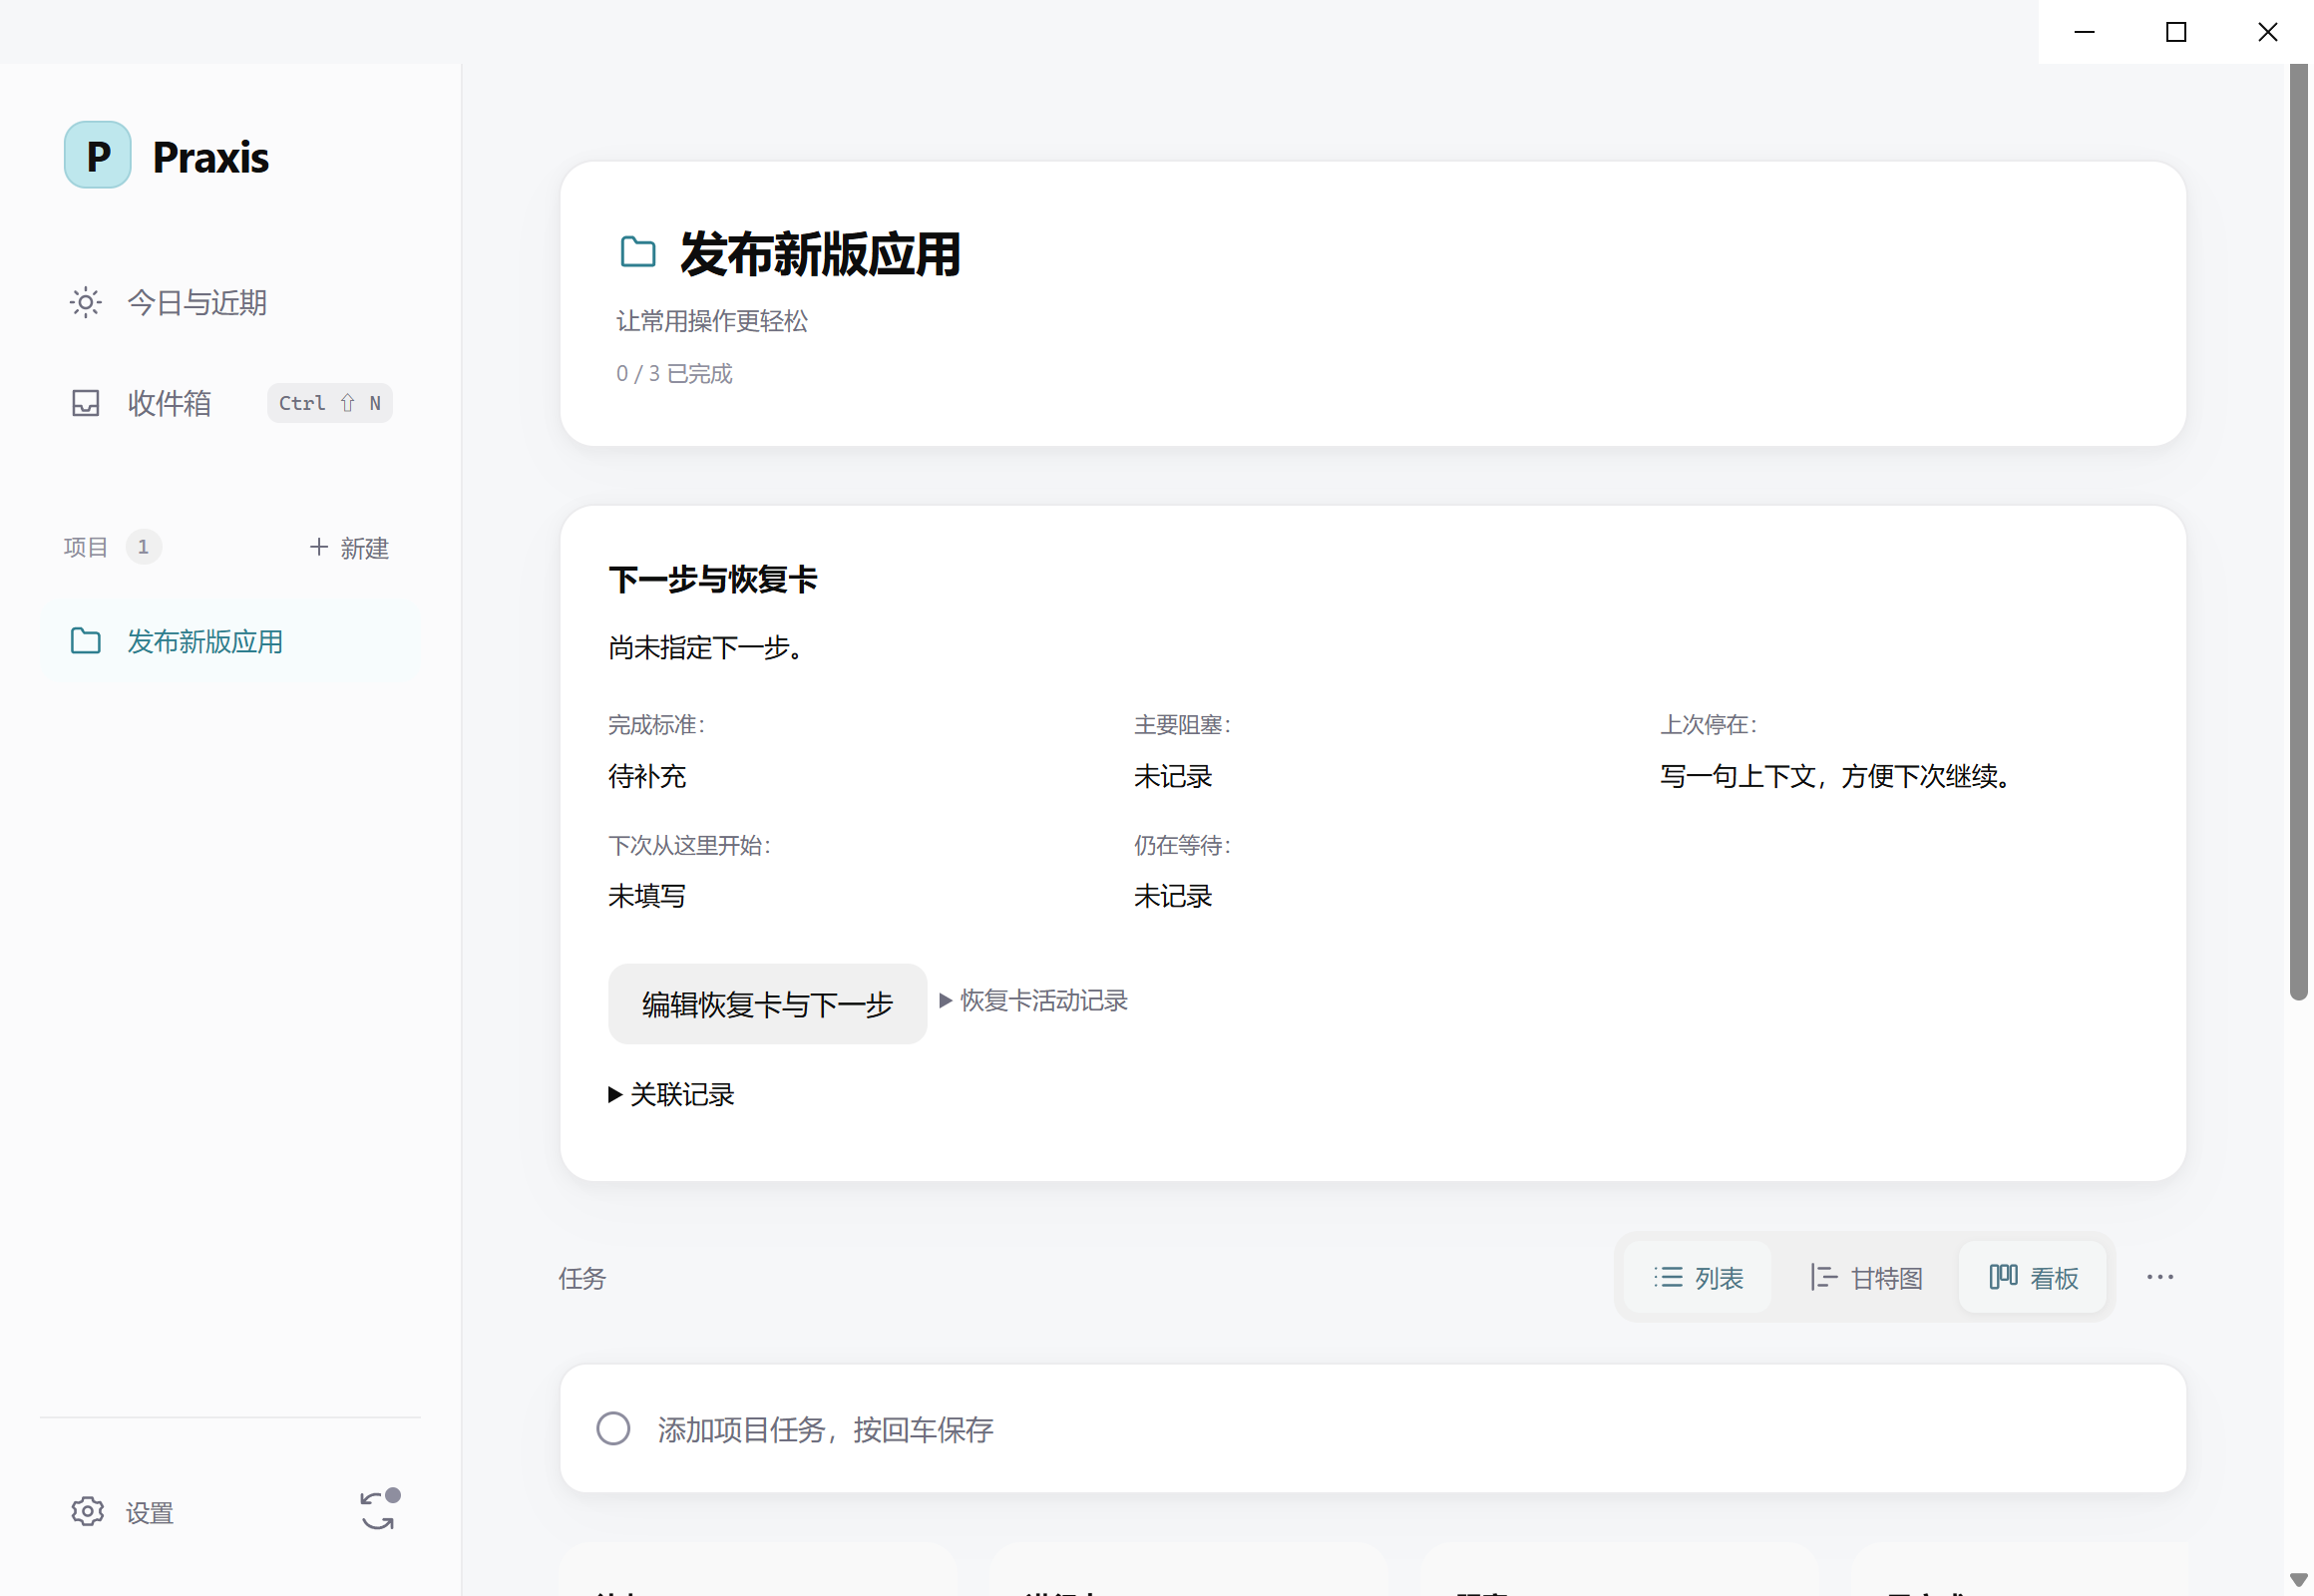 P Praxis
今日与近期
收件箱 Ctrl ⇧ N
项目 1 + 新建
发布新版应用
设置
发布新版应用
让常用操作更轻松
0 / 3 已完成
下一步与恢复卡
尚未指定下一步。
完成标准：
待补充
主要阻塞：
未记录
上次停在：
写一句上下文，方便下次继续。
下次从这里开始：
未填写
仍在等待：
未记录
编辑恢复卡与下一步
恢复卡活动记录
关联记录
任务
列表 甘特图 看板
添加项目任务，按回车保存